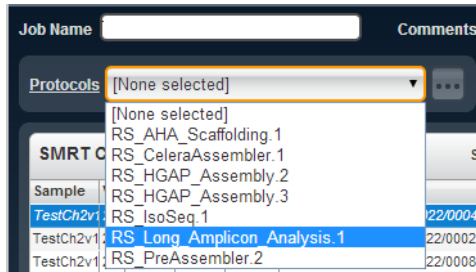 Job Name Comments
Protocols [None selected] ...
[None selected]
RS_AHA_Scaffolding.1
RS_CeleraAssembler.1
RS_HGAP_Assembly.2
RS_HGAP_Assembly.3
RS_IsoSeq.1
RS_Long_Amplicon_Analysis.1
RS_PreAssembler.2
SMRT C
Sample
TestCh2v1 22/0004
TestCh2v1 22/0002
TestCh2v1 22/0008